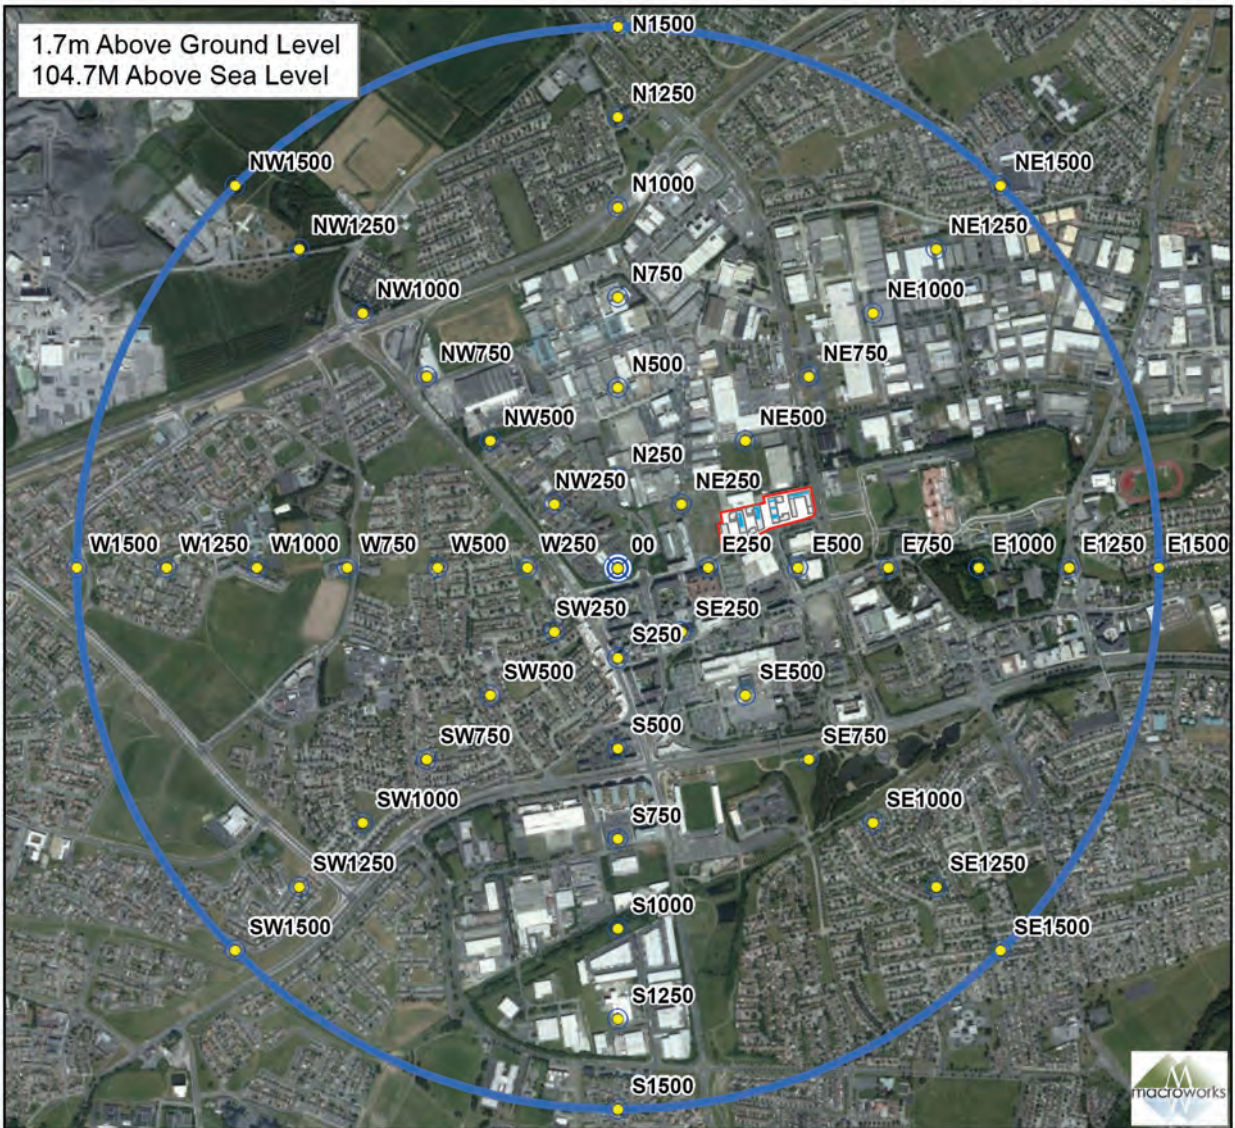 1.7m Above Ground Level
104.7M Above Sea Level
N1500
N1250
NW1500
NE1500
N1000
NW1250
NE1250
N750
NW1000
NE1000
NW750
N500
NE750
NW500
NE500
N250
NW250
NE250
W1500 W1250 W1000 W750 W500 W250 00 E250 E500 E750 E1000 E1250 E1500
SW250
SE250
S250
SW500
SE500
S500
SW750
SE750
SW1000
S750
SE1000
SW1250
SE1250
S1000
SW1500
SE1500
S1250
S1500
macroworks